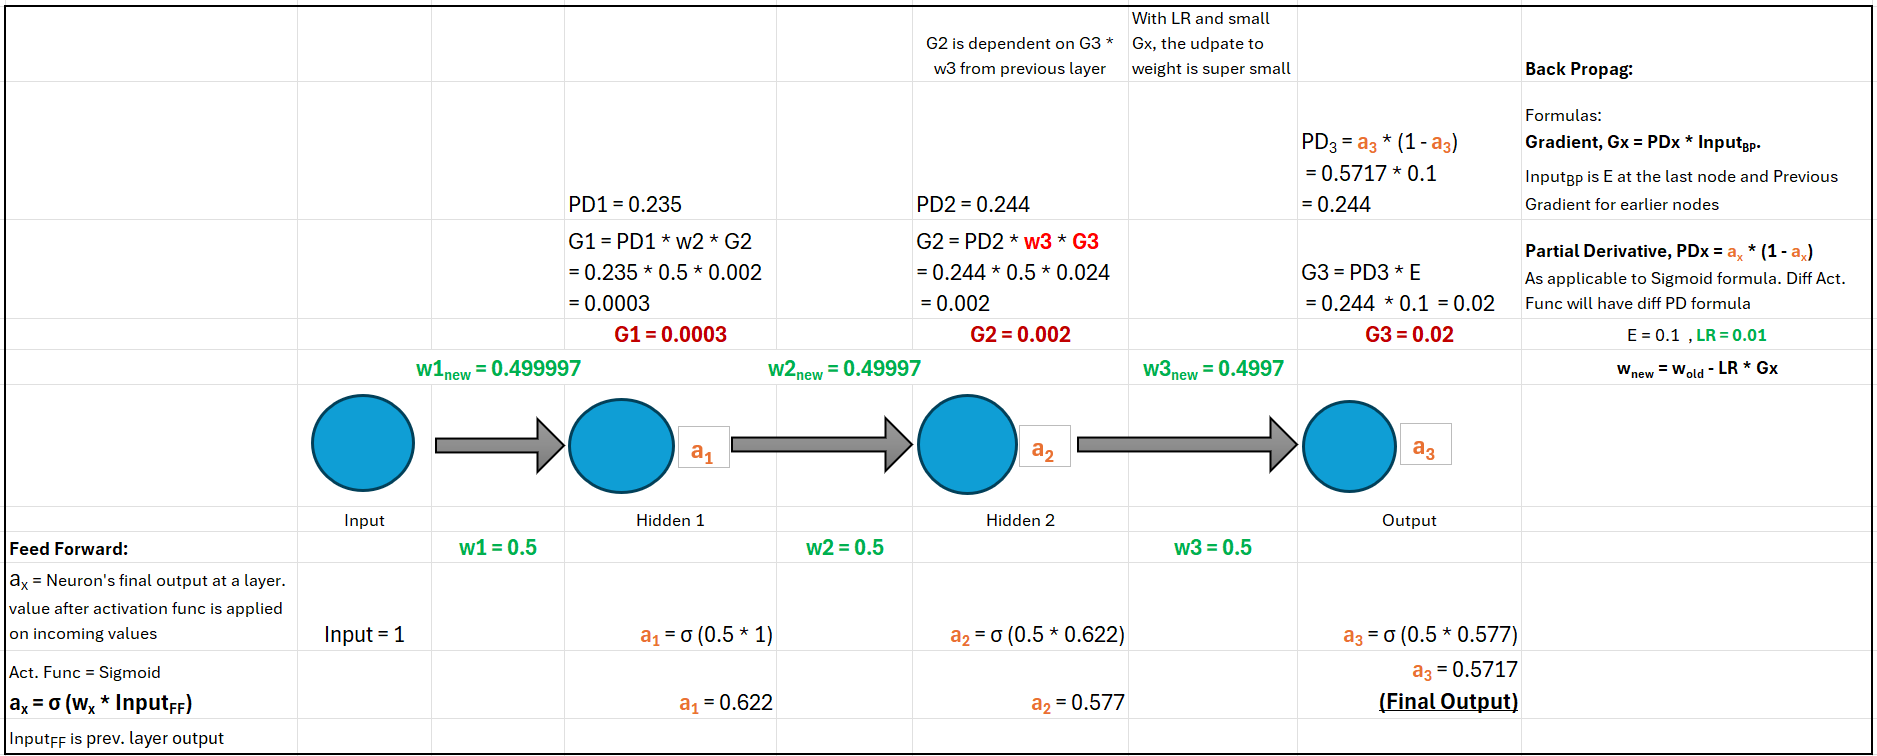 With LR and small
G2 is dependent on G3 * Gx, the udpate to
w3 from previous layer weight is super small
Back Propag:
PD1 = 0.235
PD2 = 0.244
PD3 = a3 * (1 - a3)
= 0.5717 * 0.1
= 0.244
Formulas:
Gradient, Gx = PDx * InputBP.
InputBP is E at the last node and Previous
Gradient for earlier nodes
G1 = PD1 * w2 * G2
= 0.235 * 0.5 * 0.002
= 0.0003
G2 = PD2 * w3 * G3
= 0.244 * 0.5 * 0.024
= 0.002
G3 = PD3 * E
= 0.244 * 0.1 = 0.02
Partial Derivative, PDx = ax * (1 - ax)
As applicable to Sigmoid formula. Diff Act.
Func will have diff PD formula
G1 = 0.0003
G2 = 0.002
G3 = 0.02
E = 0.1 , LR = 0.01
w1new = 0.499997
w2new = 0.49997
w3new = 0.4997
wnew = wold - LR * Gx
a1
a2
a3
Input
Hidden 1
Hidden 2
Output
Feed Forward:
w1 = 0.5
w2 = 0.5
w3 = 0.5
ax = Neuron's final output at a layer.
value after activation func is applied
on incoming values
Input = 1
a1 = σ (0.5 * 1)
a2 = σ (0.5 * 0.622)
a3 = σ (0.5 * 0.577)
Act. Func = Sigmoid
a3 = 0.5717
ax = σ (wx * InputFF)
a1 = 0.622
a2 = 0.577
(Final Output)
InputFF is prev. layer output